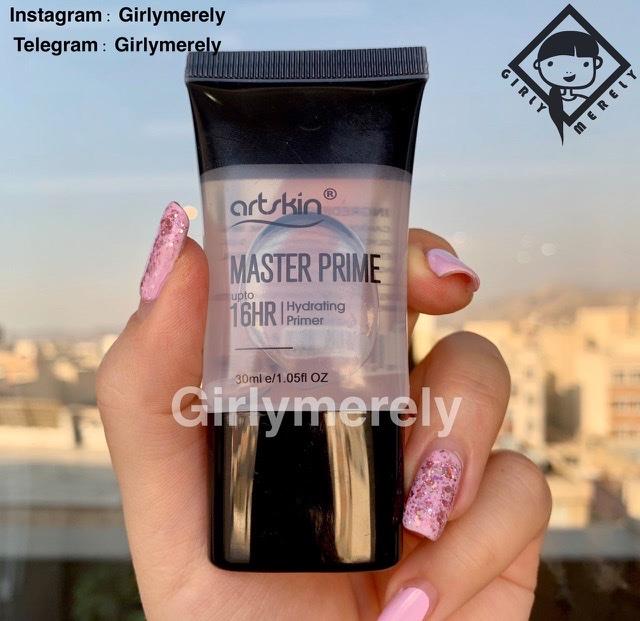 Instagram : Girlymerely
Telegram : Girlymerely
GIRLY MERELY
artskin®
MASTER PRIME
upto
16HR | Hydrating
Primer
30ml e/1.05fl OZ
Girlymerely